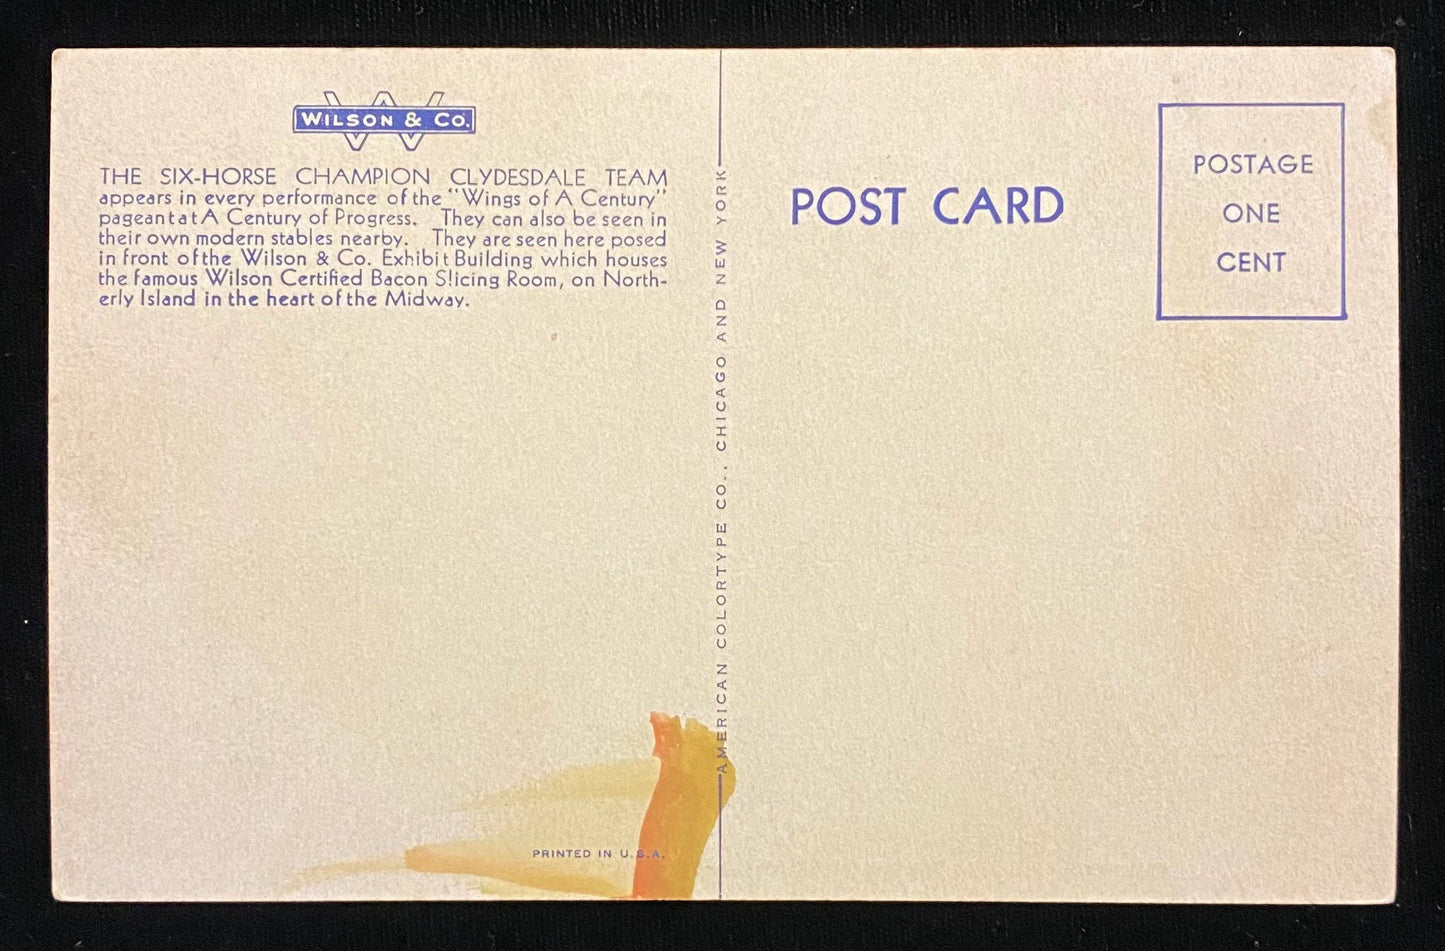 WILSON & CO.
THE SIX-HORSE CHAMPION CLYDESDALE TEAM
appears in every performance of the "Wings of A Century"
pageant at A Century of Progress. They can also be seen in
their own modern stables nearby. They are seen here posed
in front of the Wilson & Co. Exhibit Building which houses
the famous Wilson Certified Bacon Slicing Room, on North-
erly Island in the heart of the Midway.
PRINTED IN U.S.A.
AMERICAN COLORTYPE CO., CHICAGO AND NEW YORK
POST CARD
POSTAGE
ONE
CENT